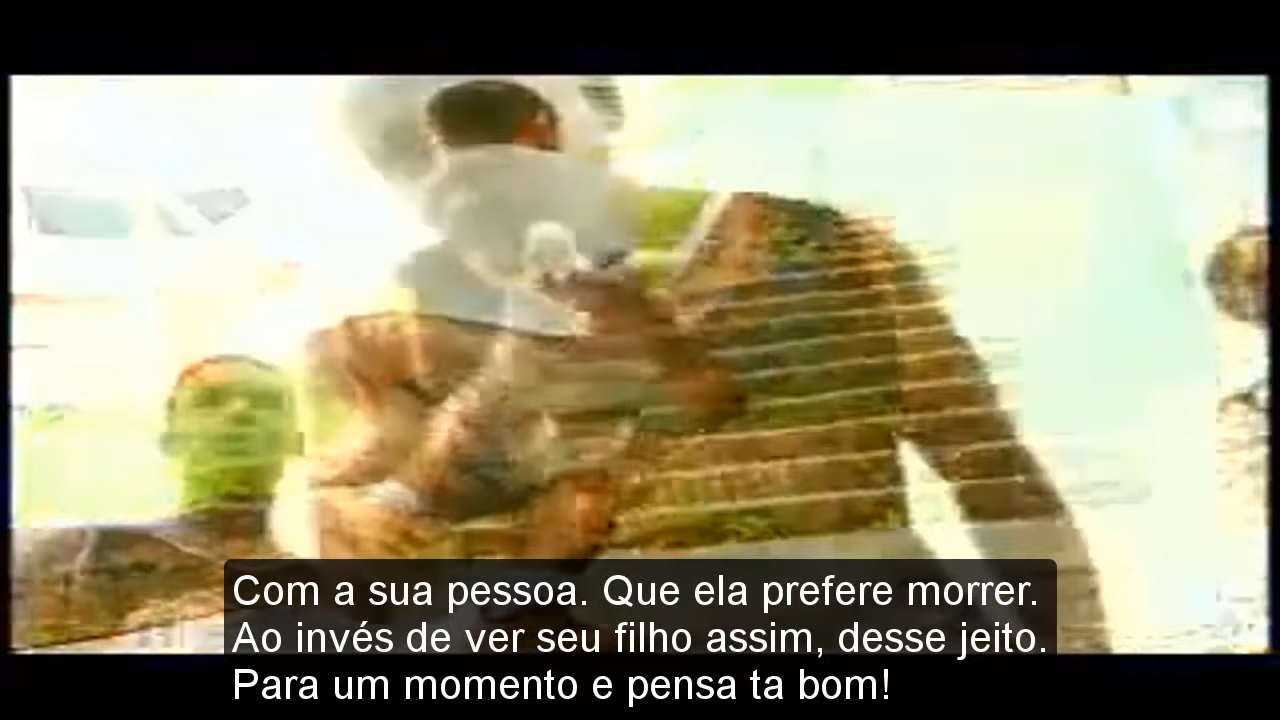 Com a sua pessoa. Que ela prefere morrer.
Ao invés de ver seu filho assim, desse jeito.
Para um momento e pensa ta bom!